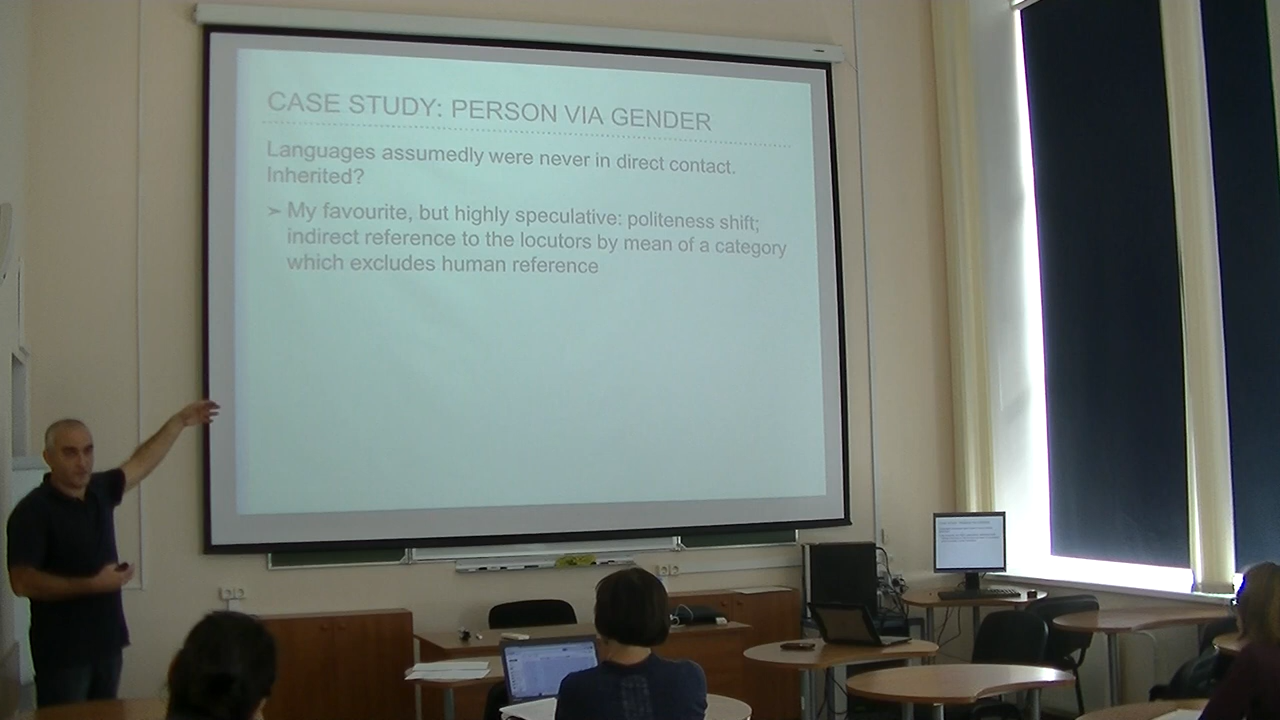 CASE STUDY: PERSON VIA GENDER
Languages assumedly were never in direct contact.
Inherited?
➢ My favourite, but highly speculative: politeness shift;
indirect reference to the locutors by mean of a category
which excludes human reference